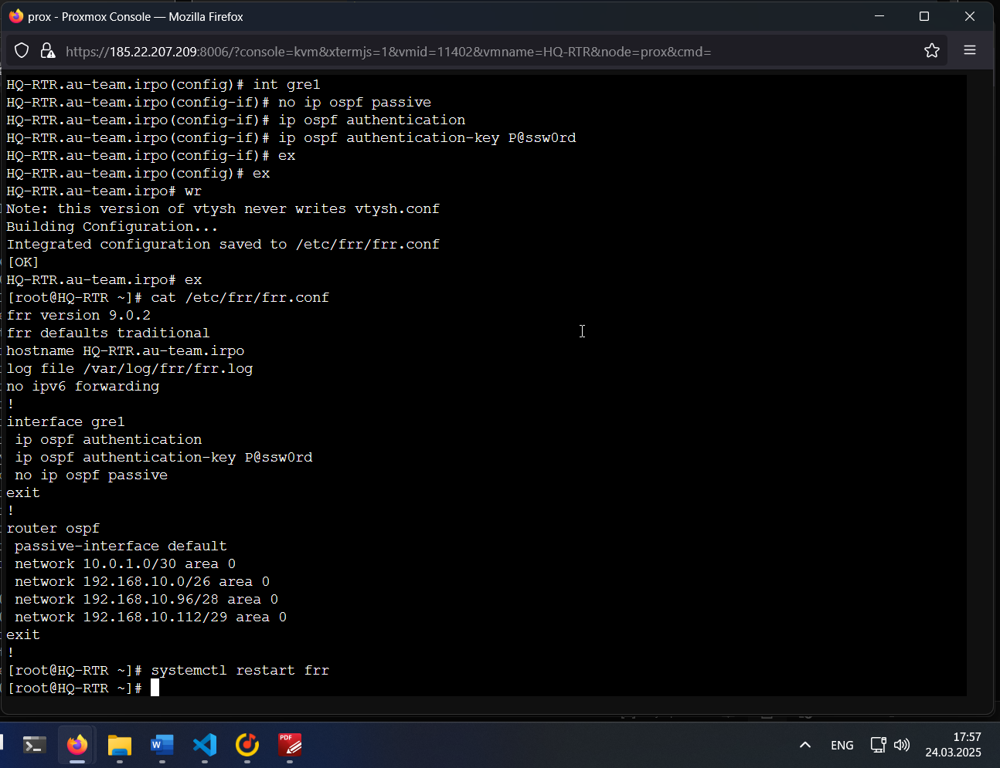 prox - Proxmox Console — Mozilla Firefox
https://185.22.207.209:8006/?console=kvm&xtermjs=1&vmid=11402&vmname=HQ-RTR&node=prox&cmd=
HQ-RTR.au-team.irpo(config)# int gre1
HQ-RTR.au-team.irpo(config-if)# no ip ospf passive
HQ-RTR.au-team.irpo(config-if)# ip ospf authentication
HQ-RTR.au-team.irpo(config-if)# ip ospf authentication-key P@ssw0rd
HQ-RTR.au-team.irpo(config-if)# ex
HQ-RTR.au-team.irpo(config)# ex
HQ-RTR.au-team.irpo# wr
Note: this version of vtysh never writes vtysh.conf
Building Configuration...
Integrated configuration saved to /etc/frr/frr.conf
[OK]
HQ-RTR.au-team.irpo# ex
[root@HQ-RTR ~]# cat /etc/frr/frr.conf
frr version 9.0.2
frr defaults traditional
hostname HQ-RTR.au-team.irpo
log file /var/log/frr/frr.log
no ipv6 forwarding
!
interface gre1
 ip ospf authentication
 ip ospf authentication-key P@ssw0rd
 no ip ospf passive
exit
!
router ospf
 passive-interface default
 network 10.0.1.0/30 area 0
 network 192.168.10.0/26 area 0
 network 192.168.10.96/28 area 0
 network 192.168.10.112/29 area 0
exit
!
[root@HQ-RTR ~]# systemctl restart frr
[root@HQ-RTR ~]#
W
PDF
ENG
17:57
24.03.2025